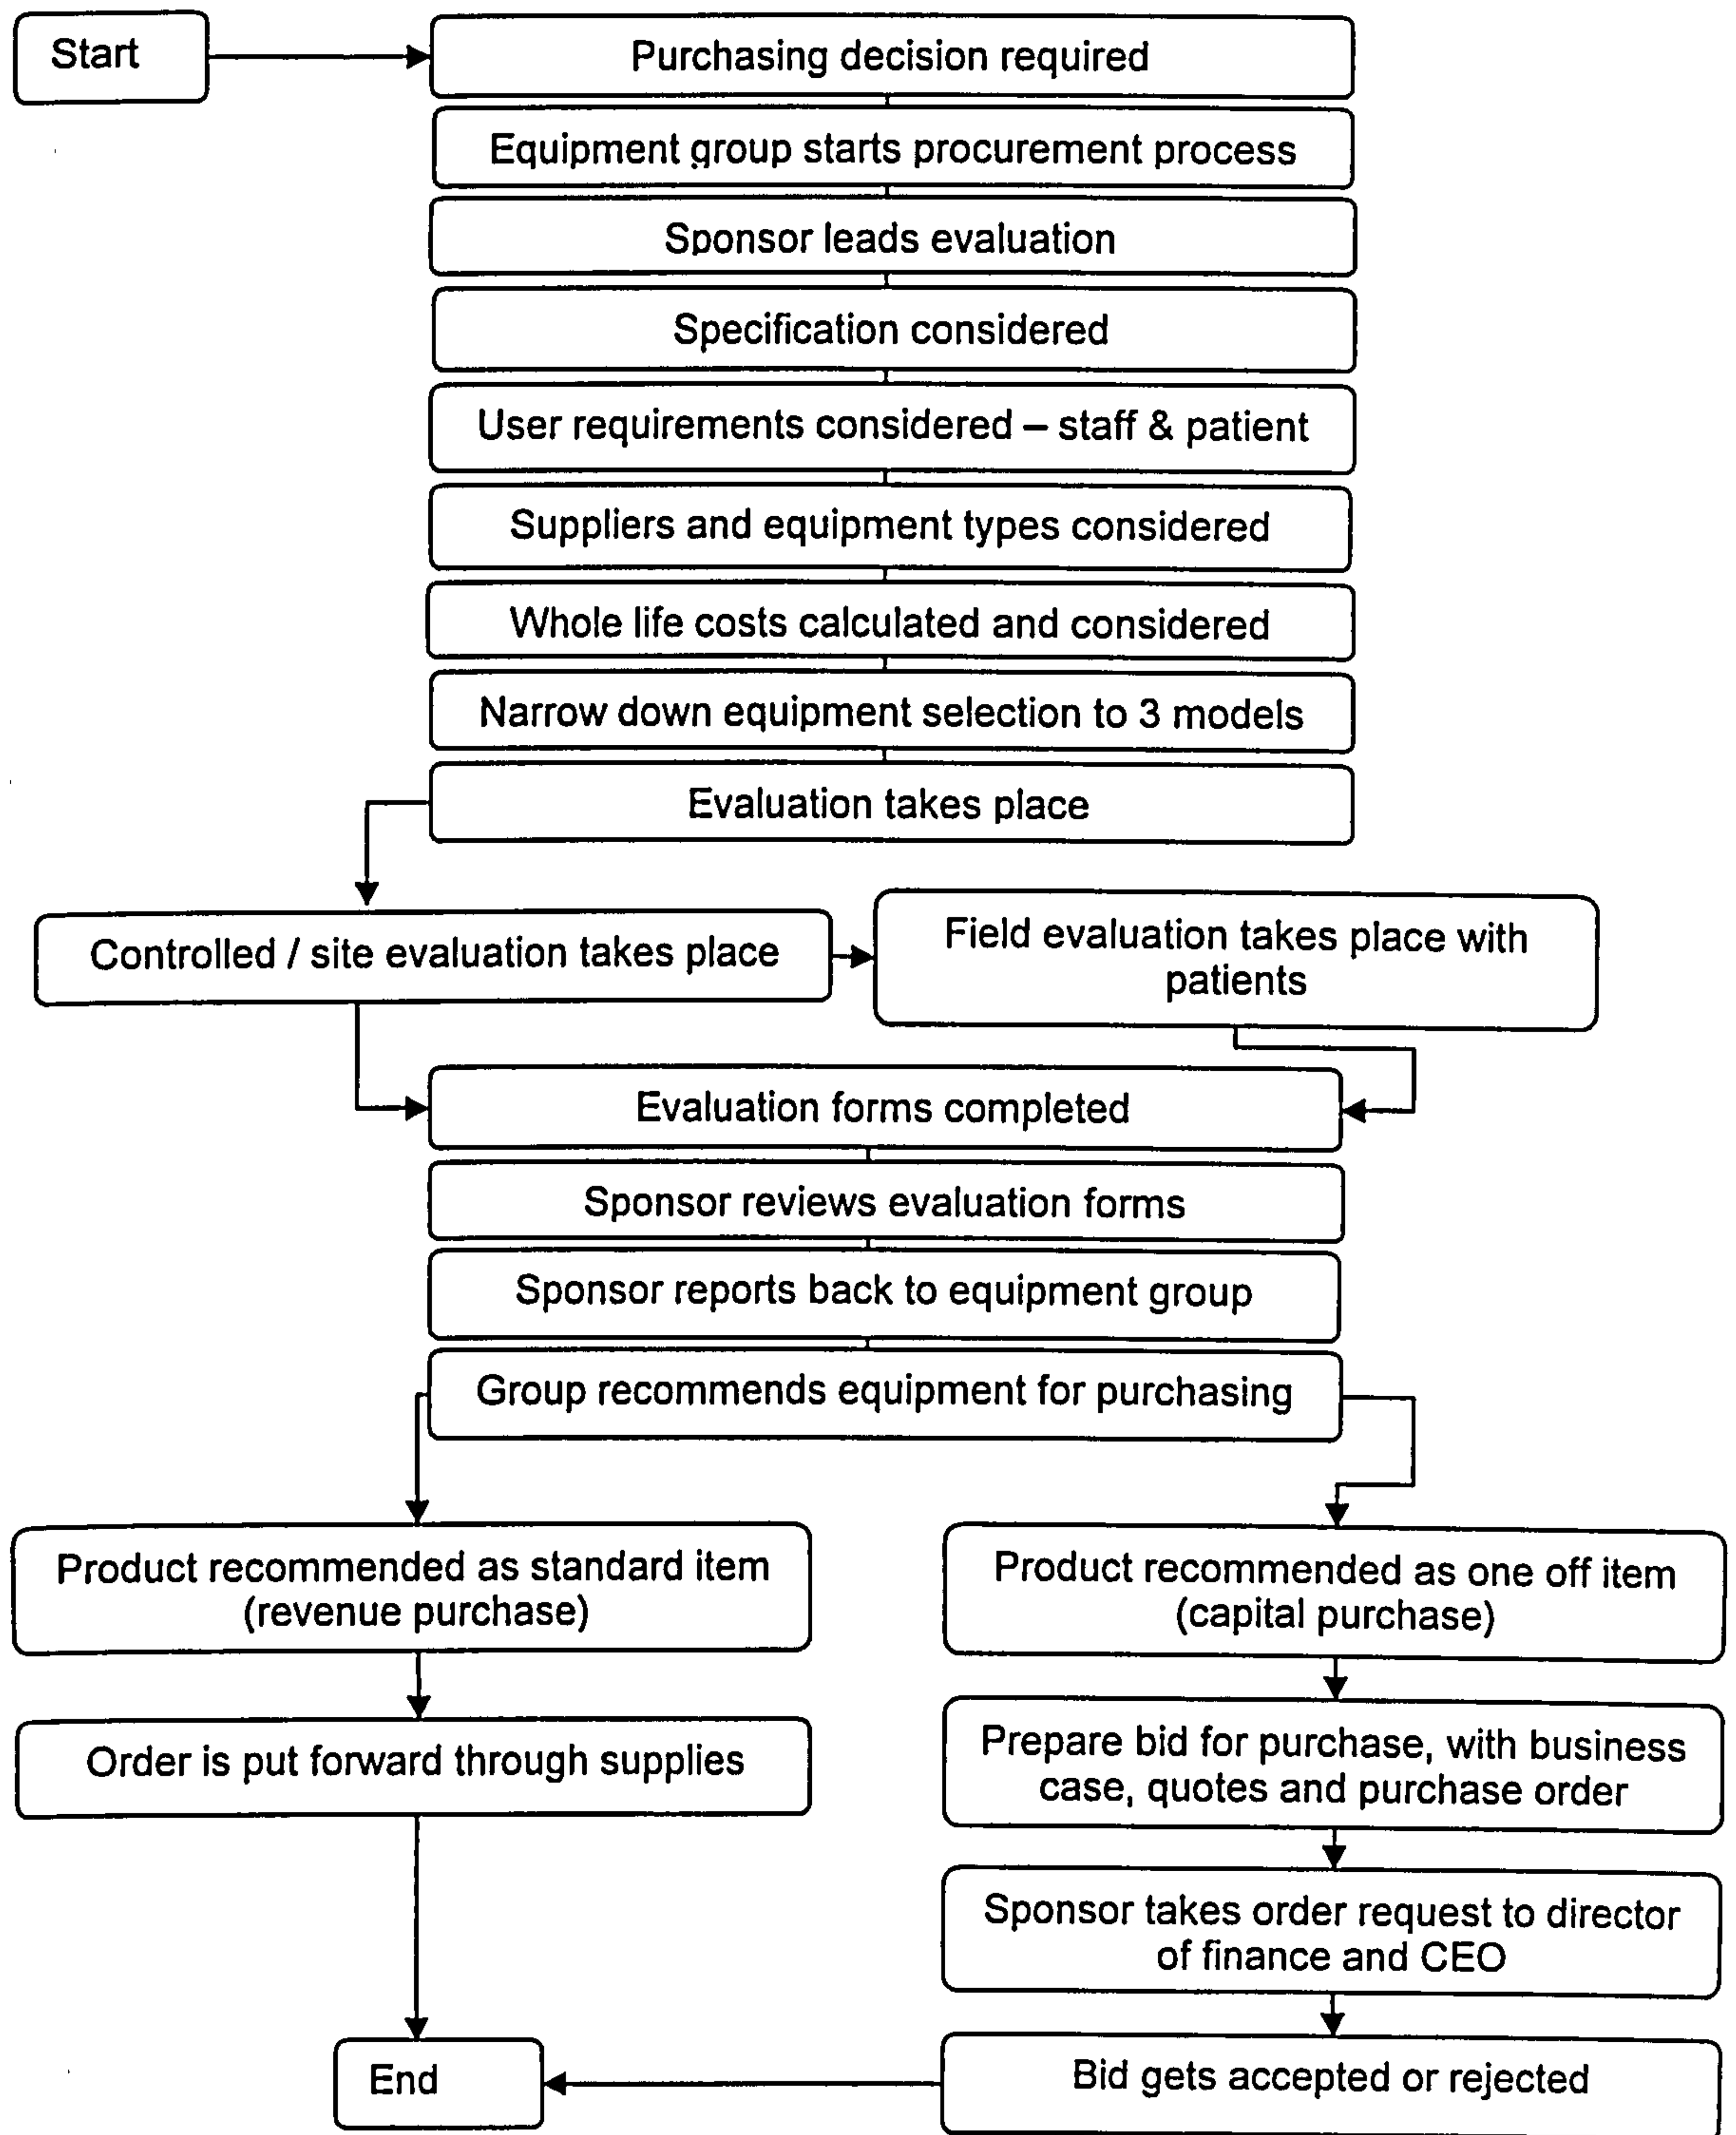 Start
Purchasing decision required
Equipment group starts procurement process
Sponsor leads evaluation
Specification considered
User requirements considered – staff & patient
Suppliers and equipment types considered
Whole life costs calculated and considered
Narrow down equipment selection to 3 models
Evaluation takes place
Controlled / site evaluation takes place
Field evaluation takes place with
patients
Evaluation forms completed
Sponsor reviews evaluation forms
Sponsor reports back to equipment group
Group recommends equipment for purchasing
Product recommended as standard item
(revenue purchase)
Product recommended as one off item
(capital purchase)
Order is put forward through supplies
Prepare bid for purchase, with business
case, quotes and purchase order
Sponsor takes order request to director
of finance and CEO
End
Bid gets accepted or rejected